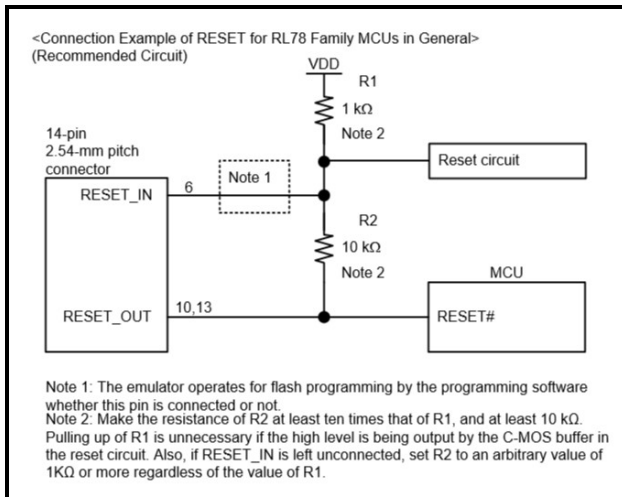 <Connection Example of RESET for RL78 Family MCUs in General>
(Recommended Circuit)
VDD
R1
1 kΩ
Note 2
14-pin
2.54-mm pitch
connector
Reset circuit
Note 1
RESET_IN
6
R2
10 kΩ
Note 2
MCU
10,13
RESET_OUT
RESET#
Note 1: The emulator operates for flash programming by the programming software
whether this pin is connected or not.
Note 2: Make the resistance of R2 at least ten times that of R1, and at least 10 kΩ.
Pulling up of R1 is unnecessary if the high level is being output by the C-MOS buffer in
the reset circuit. Also, if RESET_IN is left unconnected, set R2 to an arbitrary value of
1KΩ or more regardless of the value of R1.